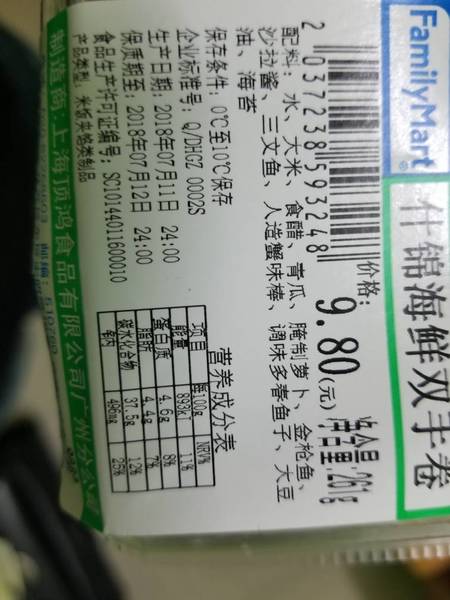 FamilyMart
什锦海鲜双手卷
2 037238 593248
价格:
9.80(元)
净含量:201g
配料: 水、大米、食醋、青瓜、腌制萝卜、金枪鱼、
沙拉酱、三文鱼、人造蟹味棒、调味多春鱼子、大豆
油、海苔
保存条件: 0℃至10℃保存
企业标准号: Q/DHGZ 0002S
生产日期: 2018年07月11日 24:00
保质期至: 2018年07月12日 24:00
食品生产许可证编号: SC10144011600010
产品类型: 米饭夹馅类制品
营养成分表
项目 每100g NRV%
能量 893kJ 11%
蛋白质 4.6g 8%
脂肪 4.4g 7%
碳水化合物 37.5g 12%
钠 496mg 25%
制造商:上海顶鸿食品有限公司广州分公司